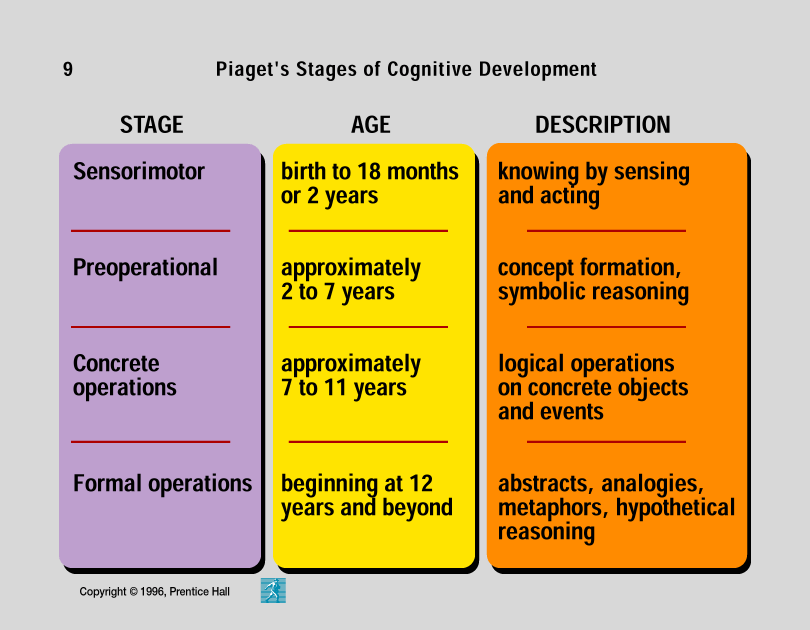 9
Piaget's Stages of Cognitive Development
STAGE
AGE
DESCRIPTION
Sensorimotor
birth to 18 months
or 2 years
knowing by sensing
and acting
Preoperational
approximately
2 to 7 years
concept formation,
symbolic reasoning
Concrete
operations
approximately
7 to 11 years
logical operations
on concrete objects
and events
Formal operations
beginning at 12
years and beyond
abstracts, analogies,
metaphors, hypothetical
reasoning
Copyright © 1996, Prentice Hall